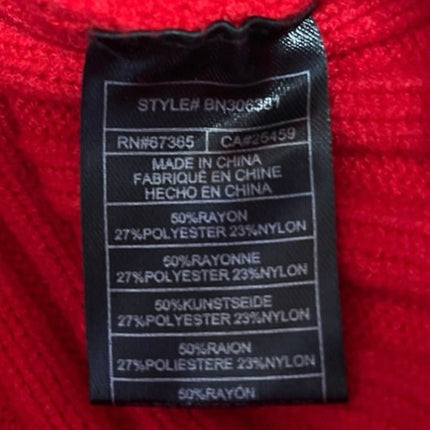 STYLE# BN306381
RN#67365 CA#26459
MADE IN CHINA
FABRIQUÉ EN CHINE
HECHO EN CHINA
50%RAYON
27%POLYESTER 23%NYLON
50%RAYONNE
27%POLYESTER 23%NYLON
50%KUNSTSEIDE
27%POLYESTER 23%NYLON
50%RAION
27%POLIESTERE 23%NYLON
50%RAYÓN